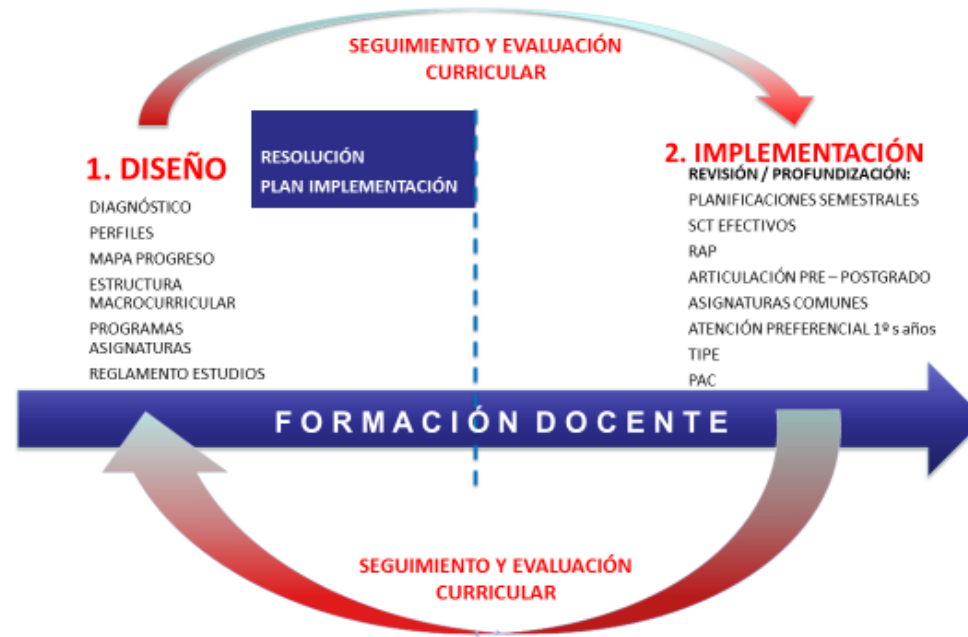 SEGUIMIENTO Y EVALUACIÓN
CURRICULAR
1. DISEÑO
DIAGNÓSTICO
PERFILES
MAPA PROGRESO
ESTRUCTURA
MACROCURRICULAR
PROGRAMAS
ASIGNATURAS
REGLAMENTO ESTUDIOS
RESOLUCIÓN
PLAN IMPLEMENTACIÓN
2. IMPLEMENTACIÓN
REVISIÓN / PROFUNDIZACIÓN:
PLANIFICACIONES SEMESTRALES
SCT EFECTIVOS
RAP
ARTICULACIÓN PRE – POSTGRADO
ASIGNATURAS COMUNES
ATENCIÓN PREFERENCIAL 1º s años
TIPE
PAC
FORMACIÓN DOCENTE
SEGUIMIENTO Y EVALUACIÓN
CURRICULAR